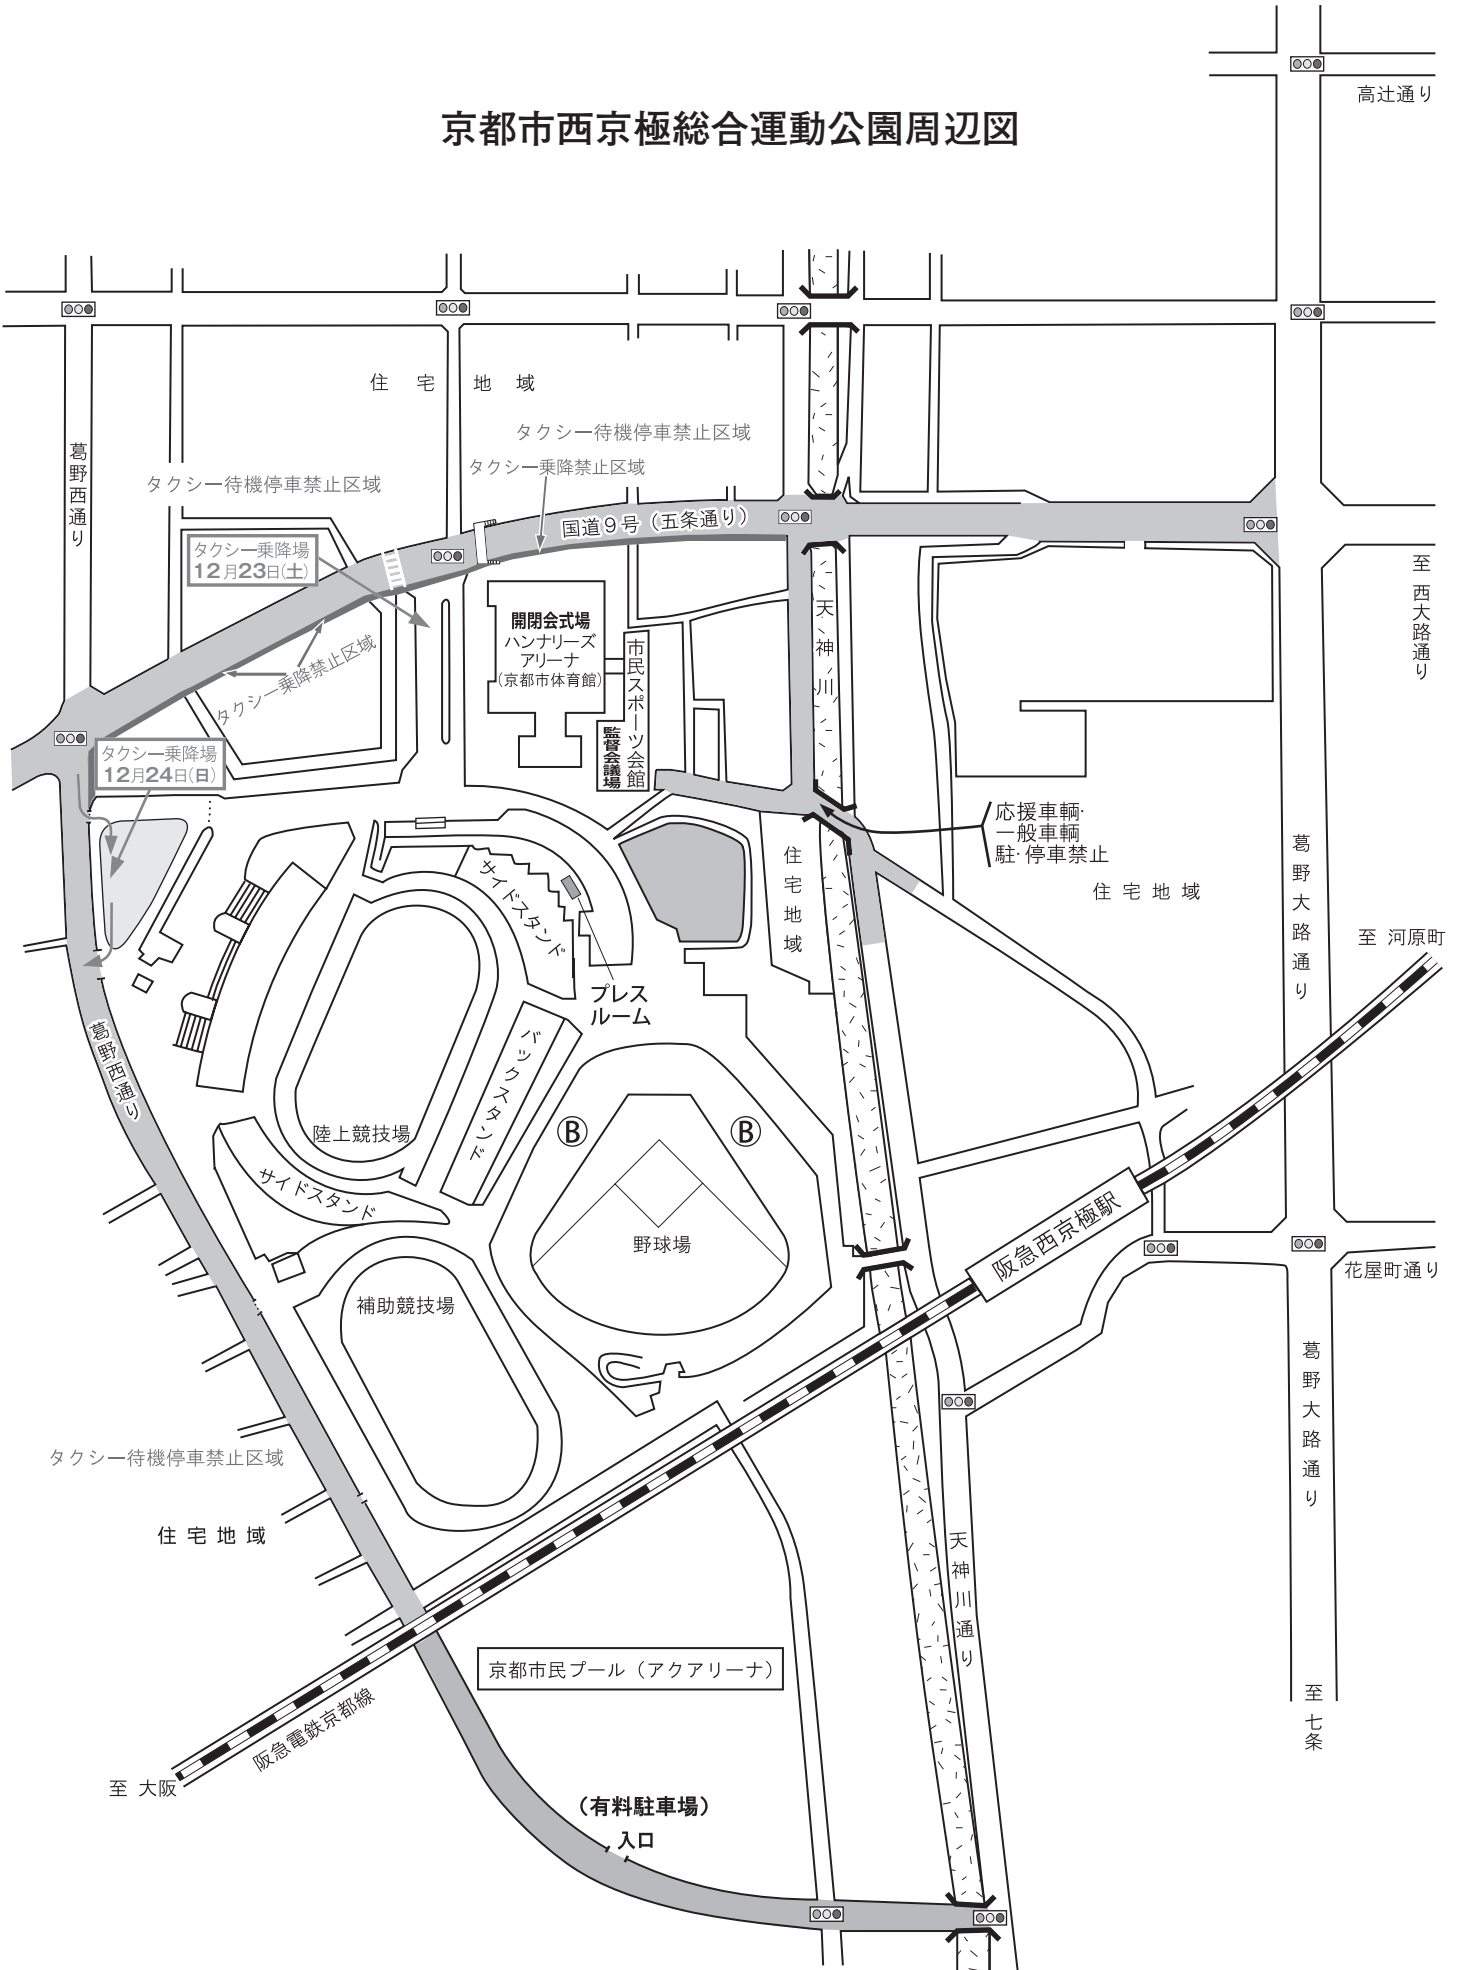 高辻通り
京都市西京極総合運動公園周辺図
住宅地域
タクシー待機停車禁止区域
タクシー乗降禁止区域
葛野西通り
タクシー待機停車禁止区域
国道9号（五条通り）
タクシー乗降場
12月23日(土)
至 西大路通り
天神川
開閉会式場
ハンナリーズ
アリーナ
(京都市体育館)
市民スポーツ会館
監督会議場
タクシー乗降禁止区域
タクシー乗降場
12月24日(日)
応援車輌･
一般車輌
駐･停車禁止
住宅地域
住宅地域
葛野大路通り
至 河原町
サイドスタンド
プレス
ルーム
バックスタンド
葛野西通り
陸上競技場
B
B
サイドスタンド
野球場
阪急西京極駅
花屋町通り
補助競技場
葛野大路通り
タクシー待機停車禁止区域
住宅地域
天神川通り
京都市民プール（アクアリーナ）
阪急電鉄京都線
至 七条
至 大阪
（有料駐車場）
入口